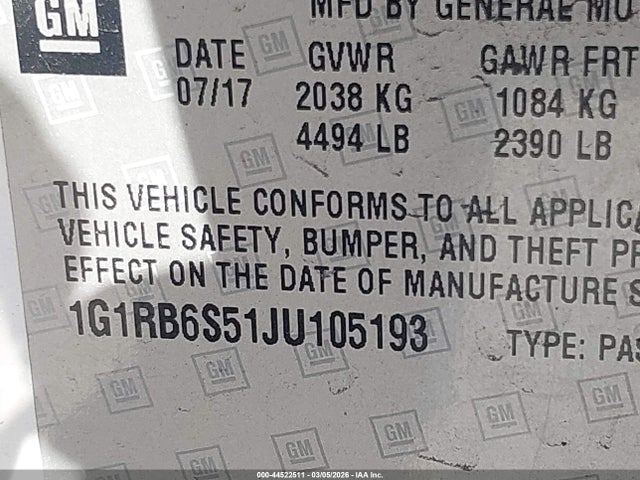 GM
MFD BY GENERAL MO
DATE GVWR GAWR FRT
07/17 2038 KG 1084 KG
4494 LB 2390 LB
THIS VEHICLE CONFORMS TO ALL APPLICA
VEHICLE SAFETY, BUMPER, AND THEFT PR
EFFECT ON THE DATE OF MANUFACTURE S
1G1RB6S51JU105193 TYPE: PAS
000-44522511 - 03/05/2026 - IAA Inc.